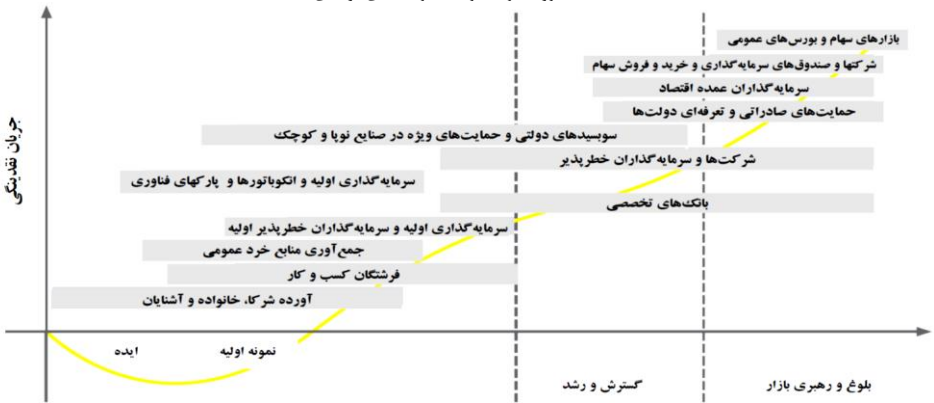 بازارهای سهام و بورس‌های عمومی
شرکتها و صندوق‌های سرمایه‌گذاری و خرید و فروش سهام
سرمایه‌گذاران عمده اقتصاد
حمایت‌های صادراتی و تعرفه‌ای دولت‌ها
سوبسیدهای دولتی و حمایت‌های ویژه در صنایع نوپا و کوچک
شرکت‌ها و سرمایه‌گذاران خطرپذیر
سرمایه‌گذاری اولیه و انکوباتورها و پارکهای فناوری
بانک‌های تخصصی
سرمایه‌گذاری اولیه و سرمایه‌گذاران خطرپذیر اولیه
جمع‌آوری منابع خرد عمومی
فرشتگان کسب و کار
آورده شرکا، خانواده و آشنایان
جریان نقدینگی
ایده
نمونه اولیه
گسترش و رشد
بلوغ و رهبری بازار